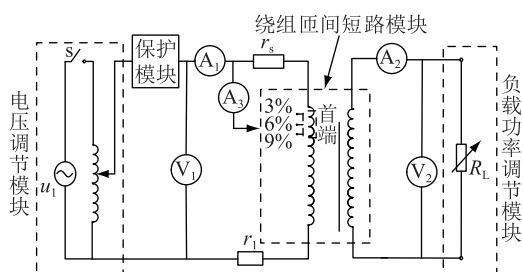 绕组匝间短路模块
s
保护
模块
A1
rs
A2
A3
3%
6%
9%
首端
电压调节模块
u1
V1
V2
RL
负载功率调节模块
r1